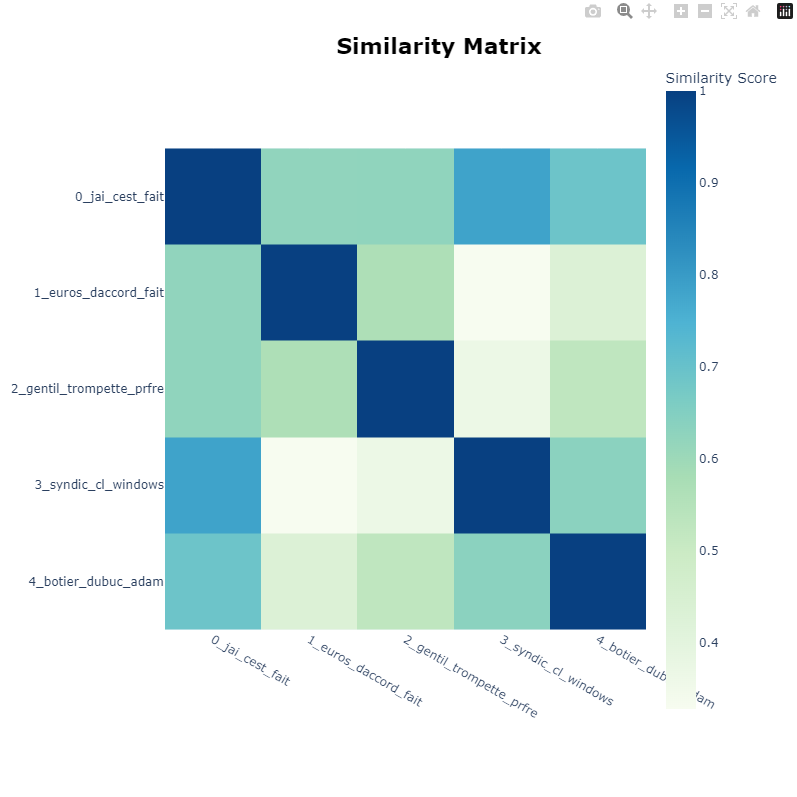 Similarity Matrix
Similarity Score
1
0.9
0.8
0.7
0.6
0.5
0.4
0_jai_cest_fait
1_euros_daccord_fait
2_gentil_trompette_prfre
3_syndic_cl_windows
4_botier_dubuc_adam
0_jai_cest_fait
1_euros_daccord_fait
2_gentil_trompette_prfre
3_syndic_cl_windows
4_botier_dubuc_adam